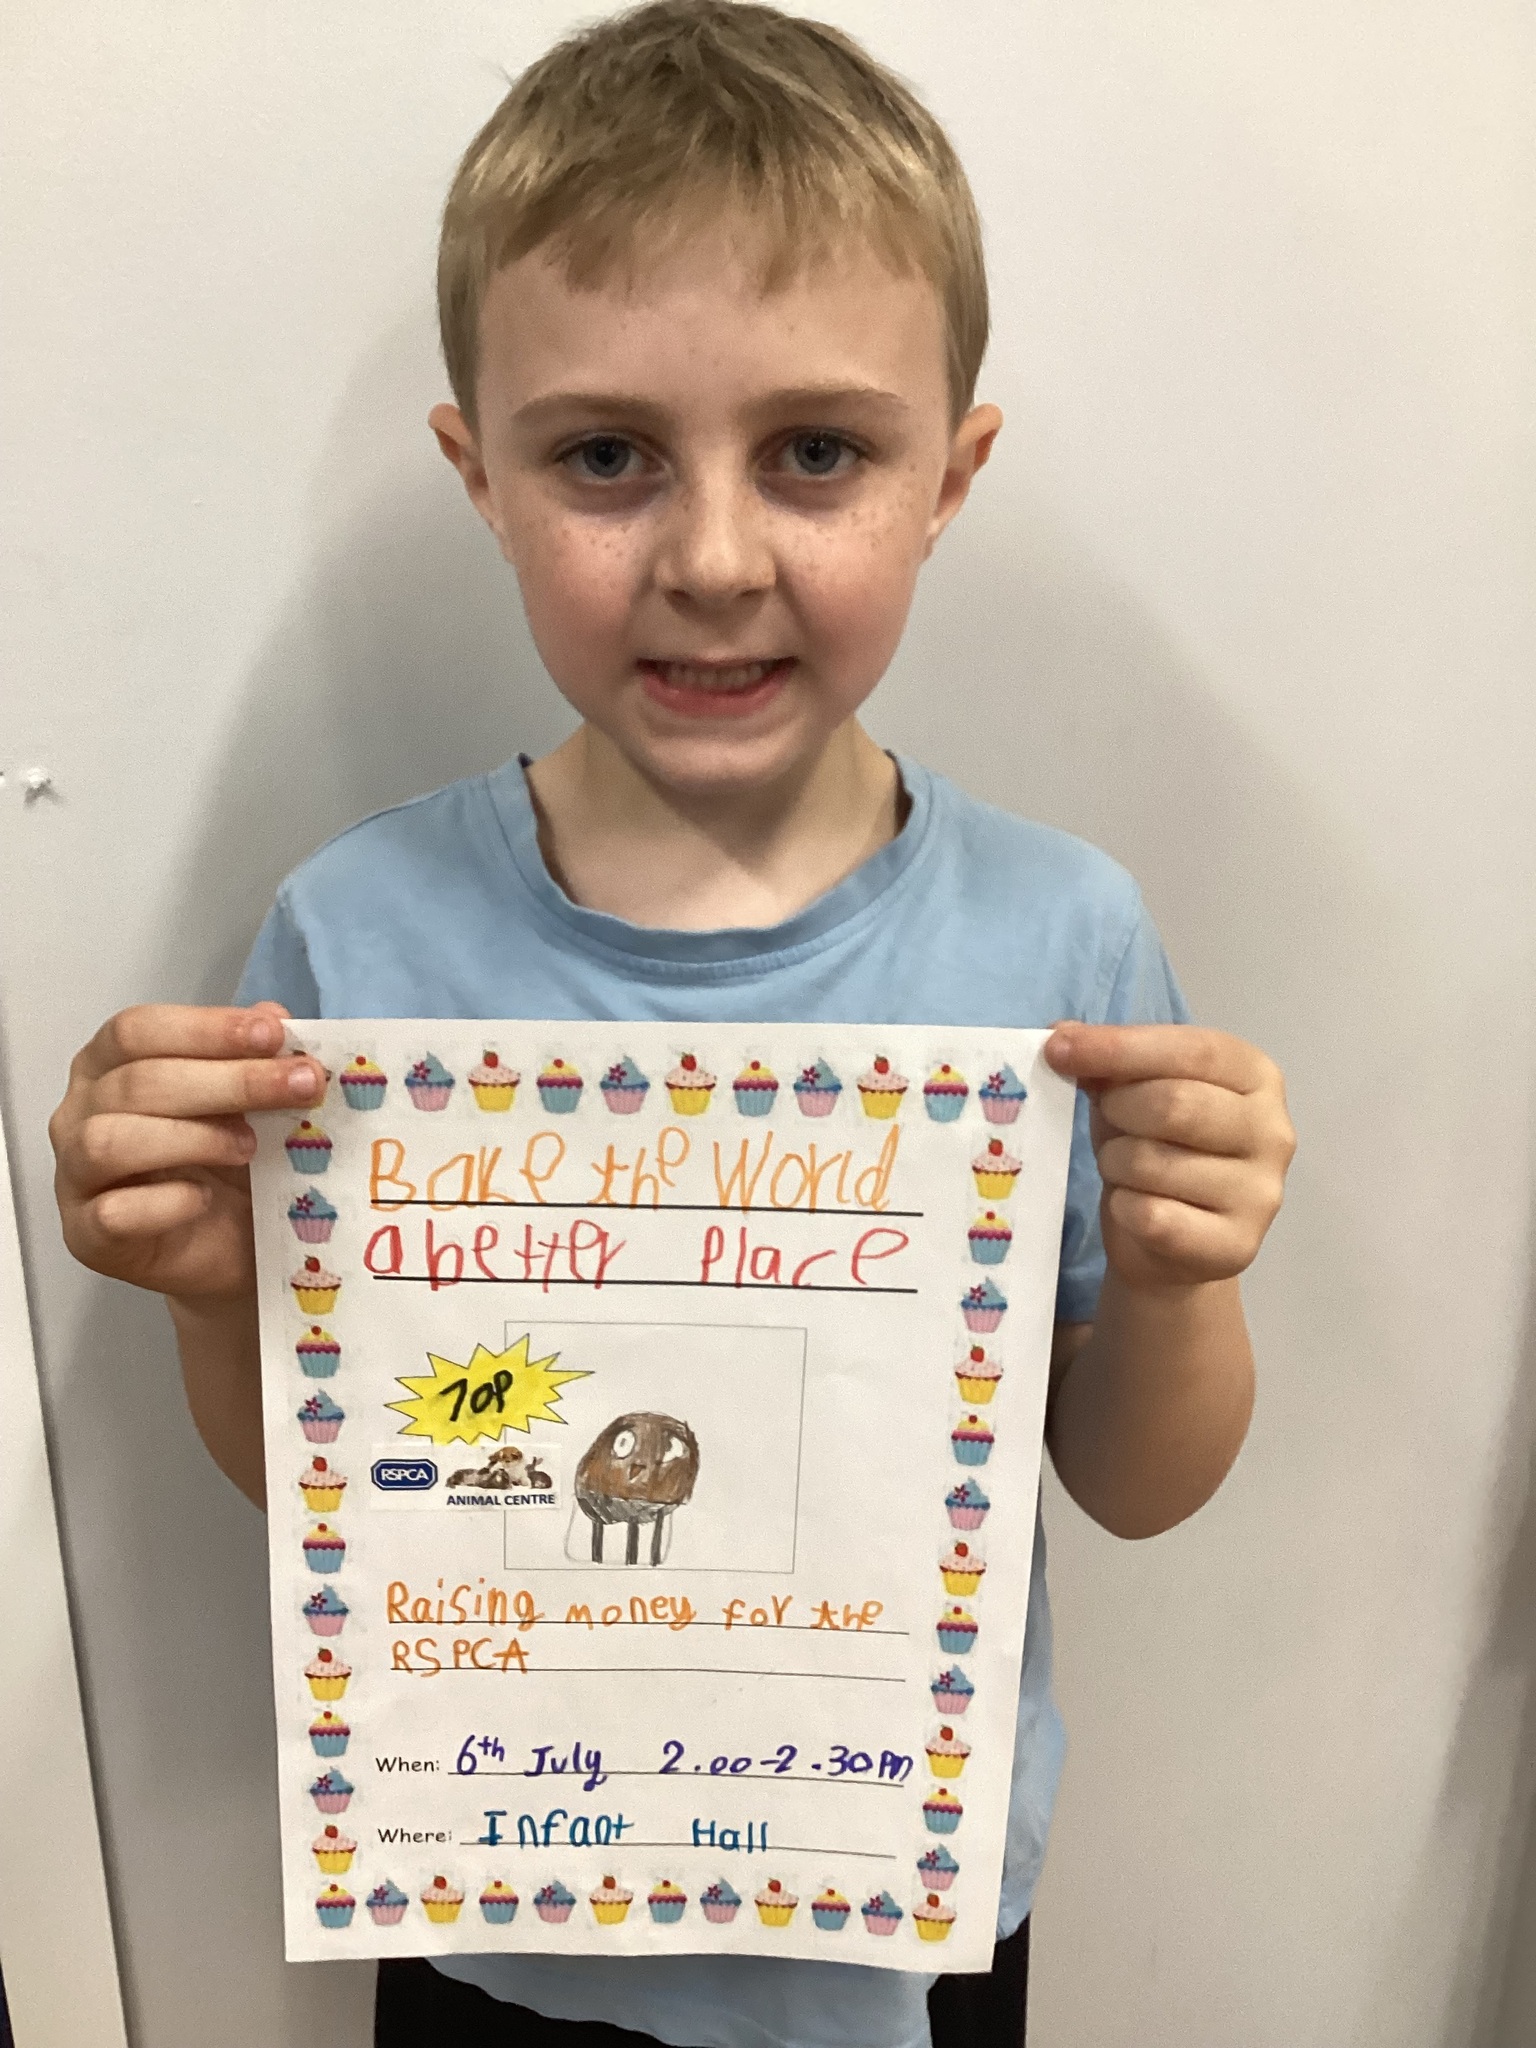 Bake the World
a better Place
70P
RSPCA
ANIMAL CENTRE
Raising money for the
RSPCA
When: 6th July 2.00-2.30pm
Where: Infant Hall